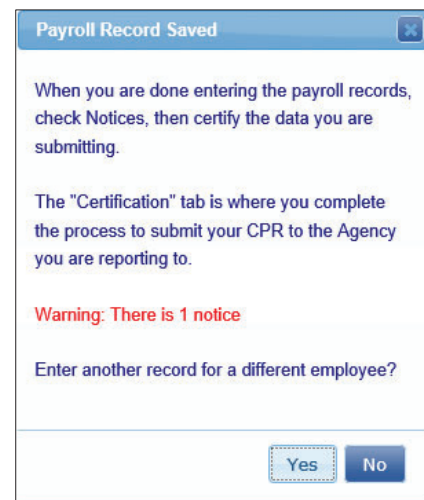 Payroll Record Saved
When you are done entering the payroll records,
check Notices, then certify the data you are
submitting.
The "Certification" tab is where you complete
the process to submit your CPR to the Agency
you are reporting to.
Warning: There is 1 notice
Enter another record for a different employee?
Yes No